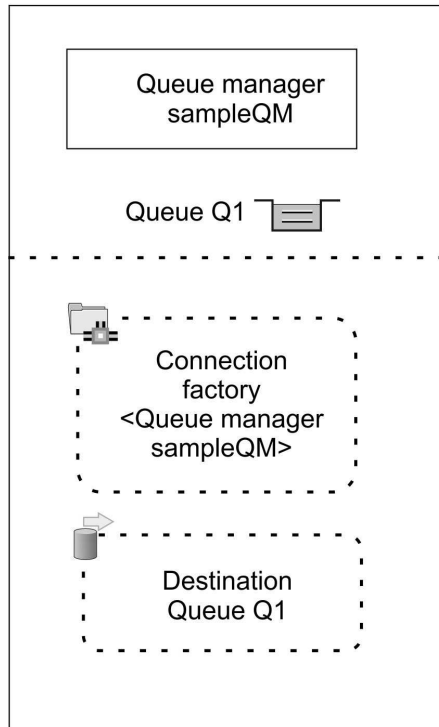 Queue manager
sampleQM
Queue Q1
Connection
factory
<Queue manager
sampleQM>
Destination
Queue Q1